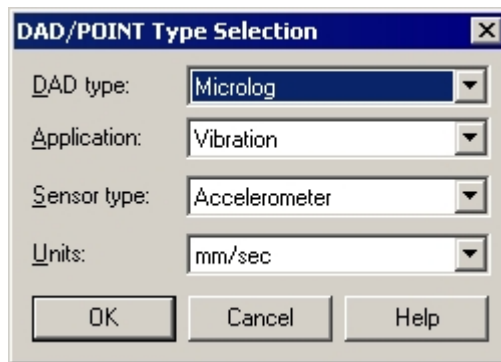 DAD/POINT Type Selection
DAD type: Microlog
Application: Vibration
Sensor type: Accelerometer
Units: mm/sec
OK Cancel Help